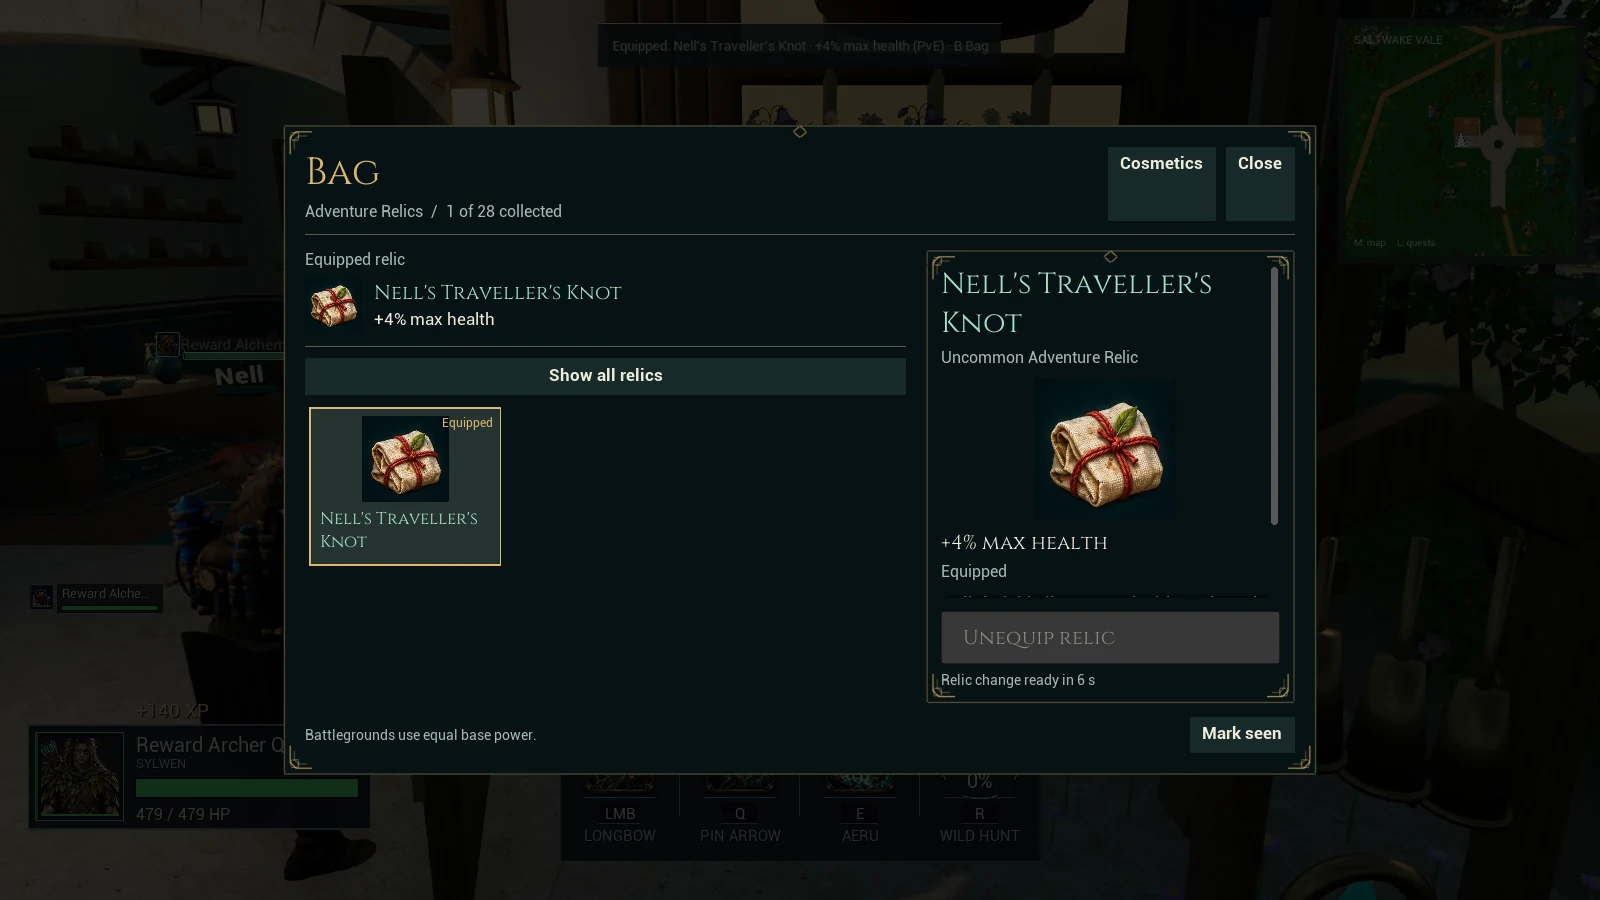 Equipped: Nell's Traveller's Knot · +4% max health (PvE) · B Bag
SALTWAKE VALE
M: map L: quests
BAG
Adventure Relics / 1 of 28 collected
Cosmetics
Close
Equipped relic
NELL'S TRAVELLER'S KNOT
+4% max health
Show all relics
Equipped
NELL'S TRAVELLER'S
KNOT
NELL'S TRAVELLER'S
KNOT
Uncommon Adventure Relic
+4% MAX HEALTH
Equipped
UNEQUIP RELIC
Relic change ready in 6 s
Battlegrounds use equal base power.
Mark seen
Reward Alchem
Nell
Reward Alche...
+140 XP
Reward Archer Q
SYLWEN
479 / 479 HP
LMB
LONGBOW
Q
PIN ARROW
E
AERU
0%
R
WILD HUNT